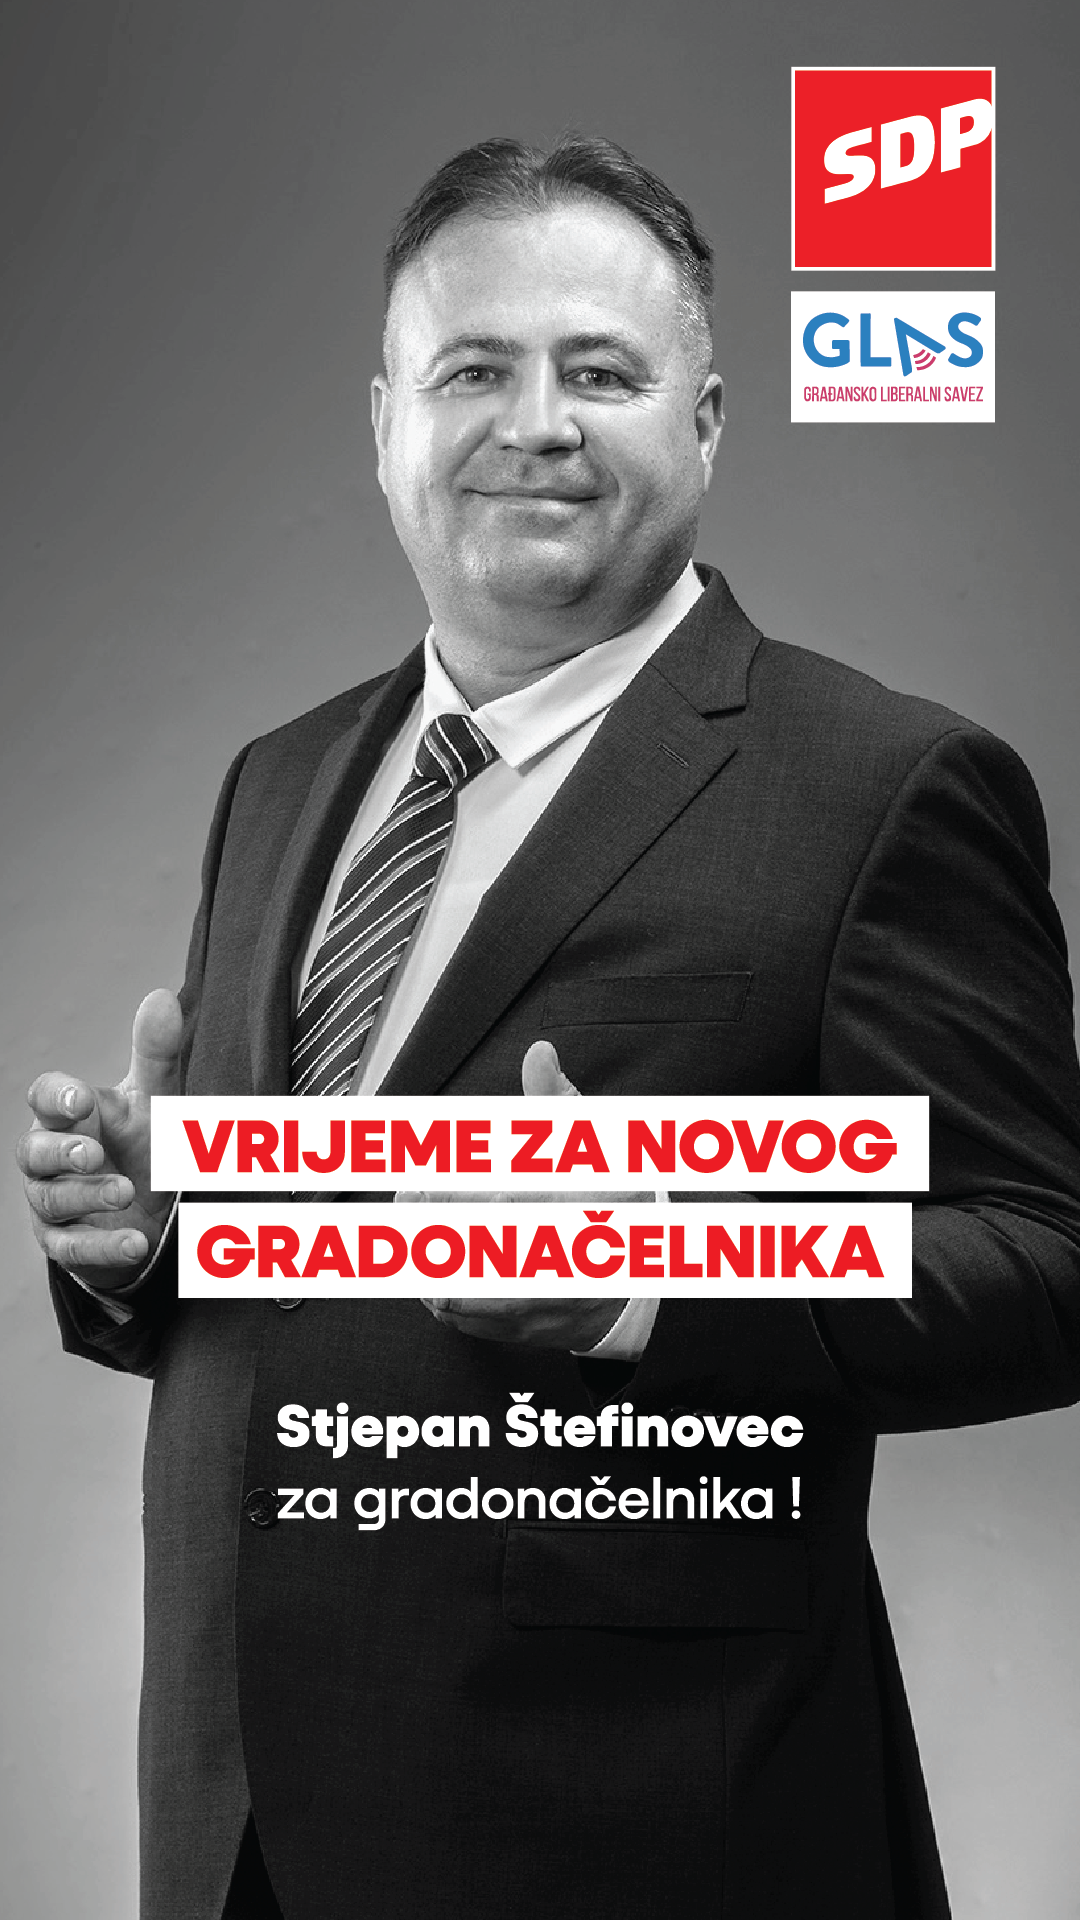 SDP
GLAS
GRAĐANSKO LIBERALNI SAVEZ
VRIJEME ZA NOVOG
GRADONAČELNIKA
Stjepan Štefinovec
za gradonačelnika !